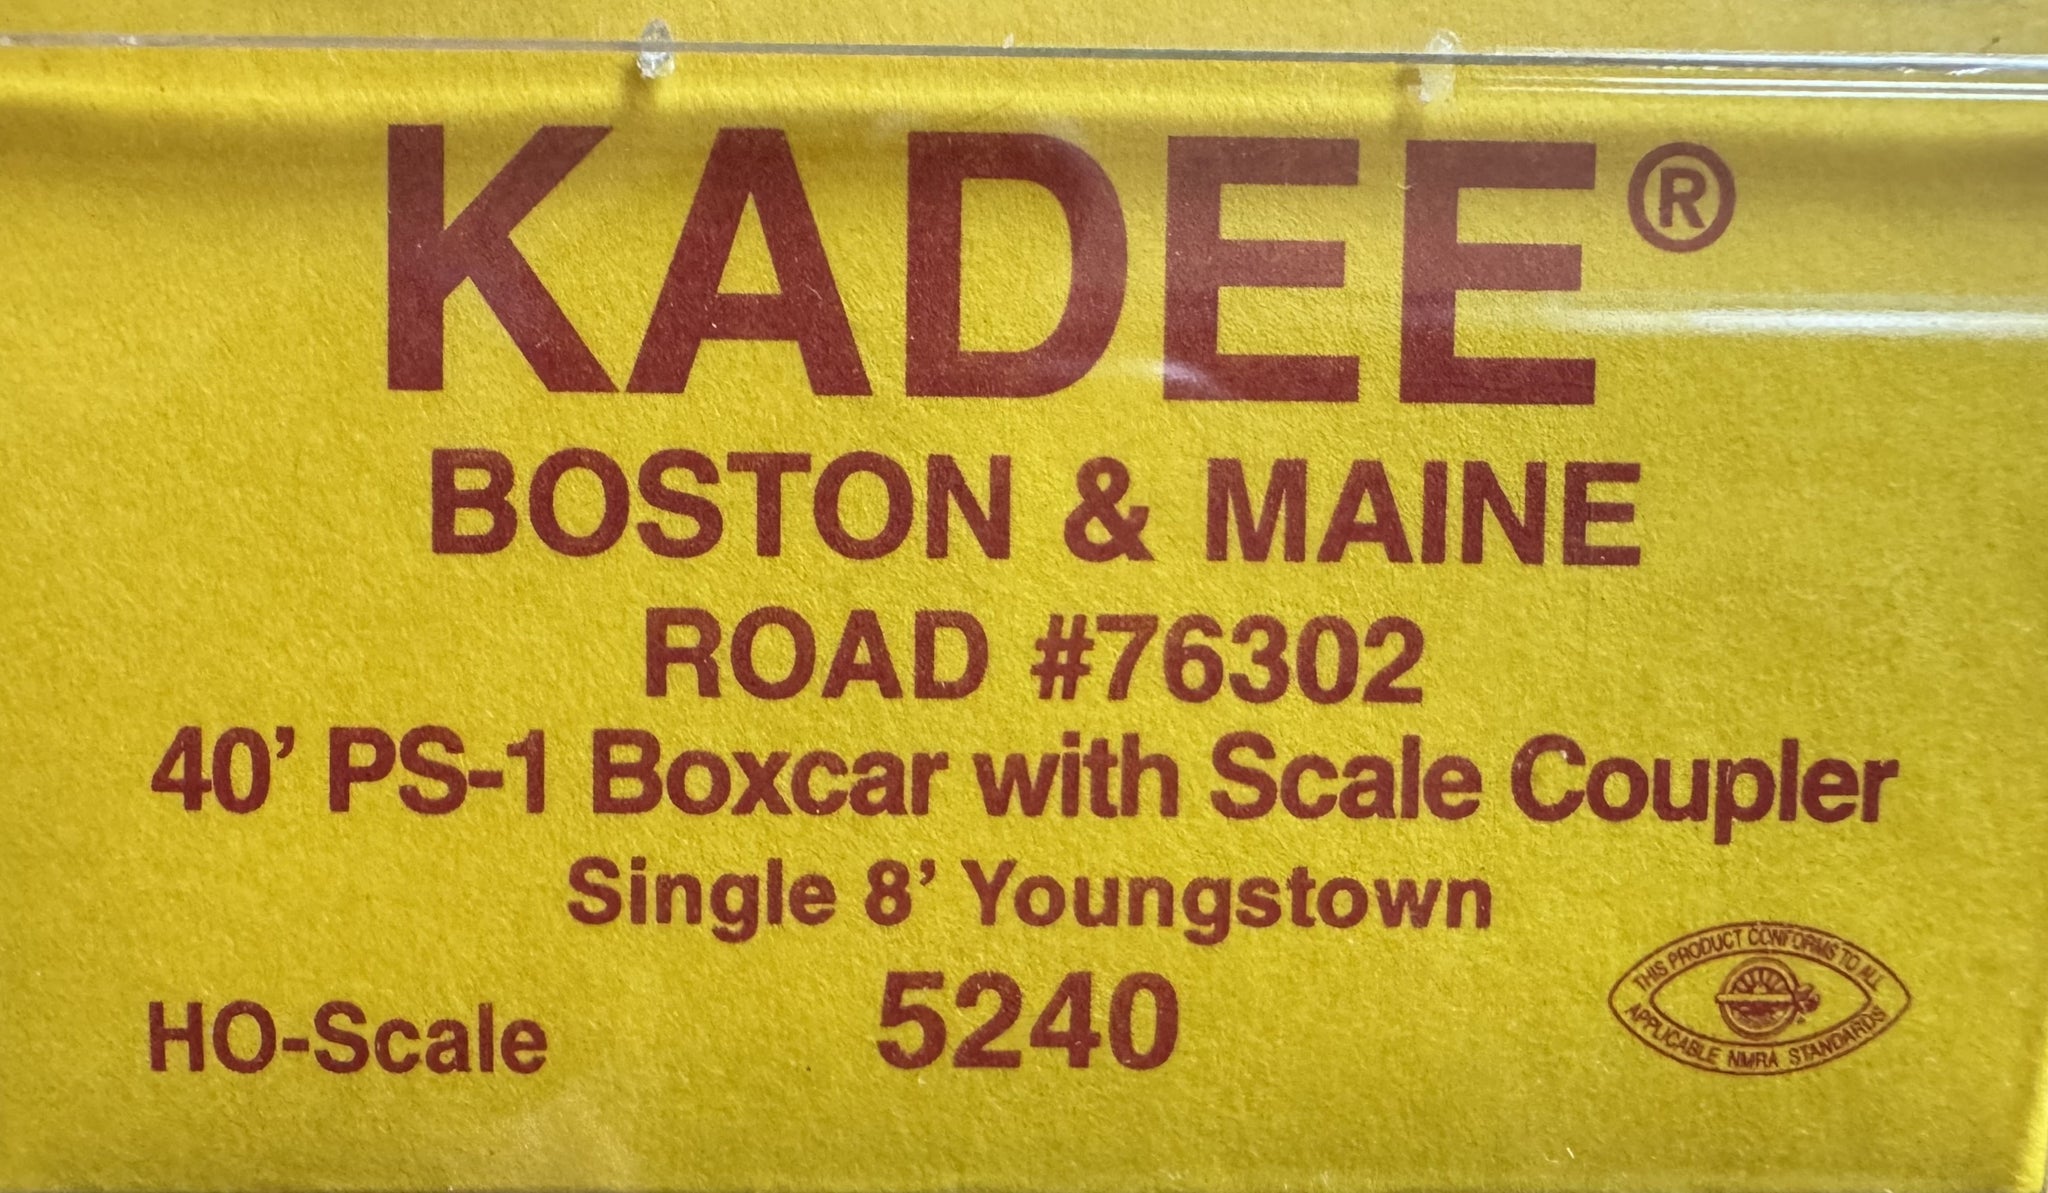 KADEE®
BOSTON & MAINE
ROAD #76302
40' PS-1 Boxcar with Scale Coupler
Single 8' Youngstown
HO-Scale
5240
THIS PRODUCT CONFORMS TO ALL
APPLICABLE NMRA STANDARDS